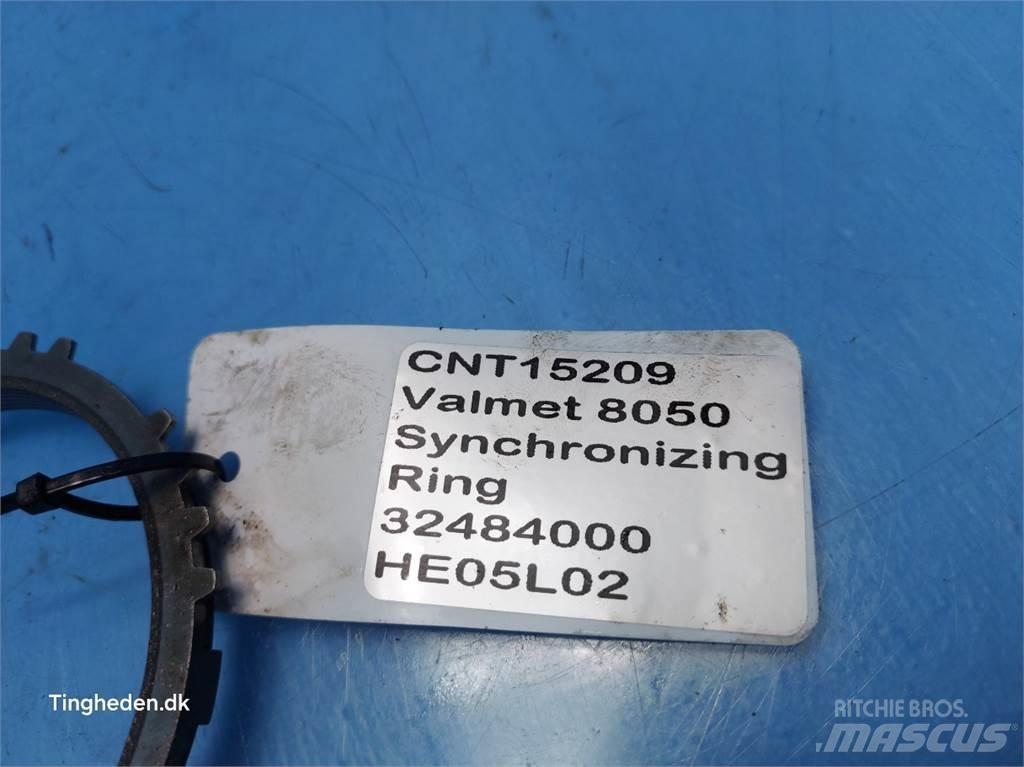 CNT15209
Valmet 8050
Synchronizing
Ring
32484000
HE05L02
Tingheden.dk
RITCHIE BROS.
MASCUS